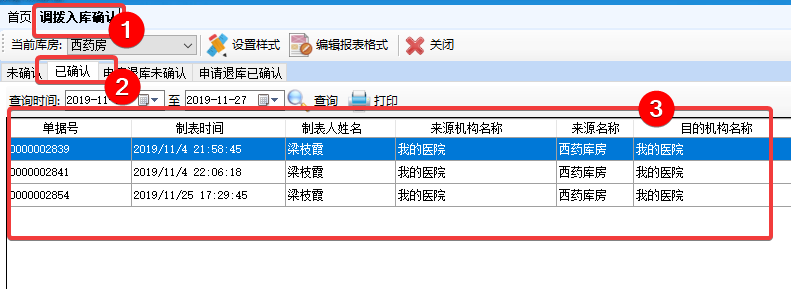 首页 调拨入库确认 1
当前库房: 西药房 设置样式 编辑报表格式 关闭
未确认 已确认 申请退库未确认 申请退库已确认
2
查询时间: 2019-11 至 2019-11-27 查询 打印
3
单据号 制表时间 制表人姓名 来源机构名称 来源名称 目的机构名称
0000002839 2019/11/4 21:58:45 梁枝霞 我的医院 西药库房 我的医院
0000002841 2019/11/4 22:06:18 梁枝霞 我的医院 西药库房 我的医院
0000002854 2019/11/25 17:29:45 梁枝霞 我的医院 西药库房 我的医院